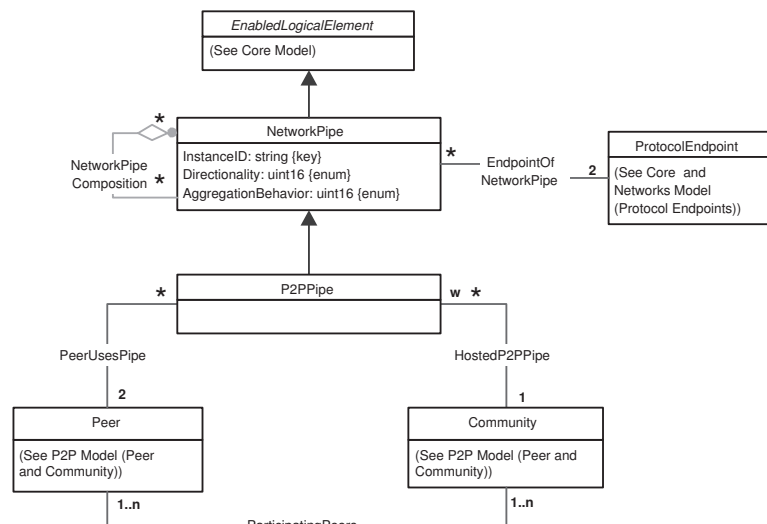 EnabledLogicalElement
(See Core Model)
*
NetworkPipe
NetworkPipe
Composition
*
InstanceID: string {key}
Directionality: uint16 {enum}
AggregationBehavior: uint16 {enum}
*
EndpointOf
NetworkPipe
2
ProtocolEndpoint
(See Core and
Networks Model
(Protocol Endpoints))
*
P2PPipe
w *
PeerUsesPipe
HostedP2PPipe
2
1
Peer
(See P2P Model (Peer
and Community))
1..n
Community
(See P2P Model (Peer and
Community))
1..n
ParticipatingPeers